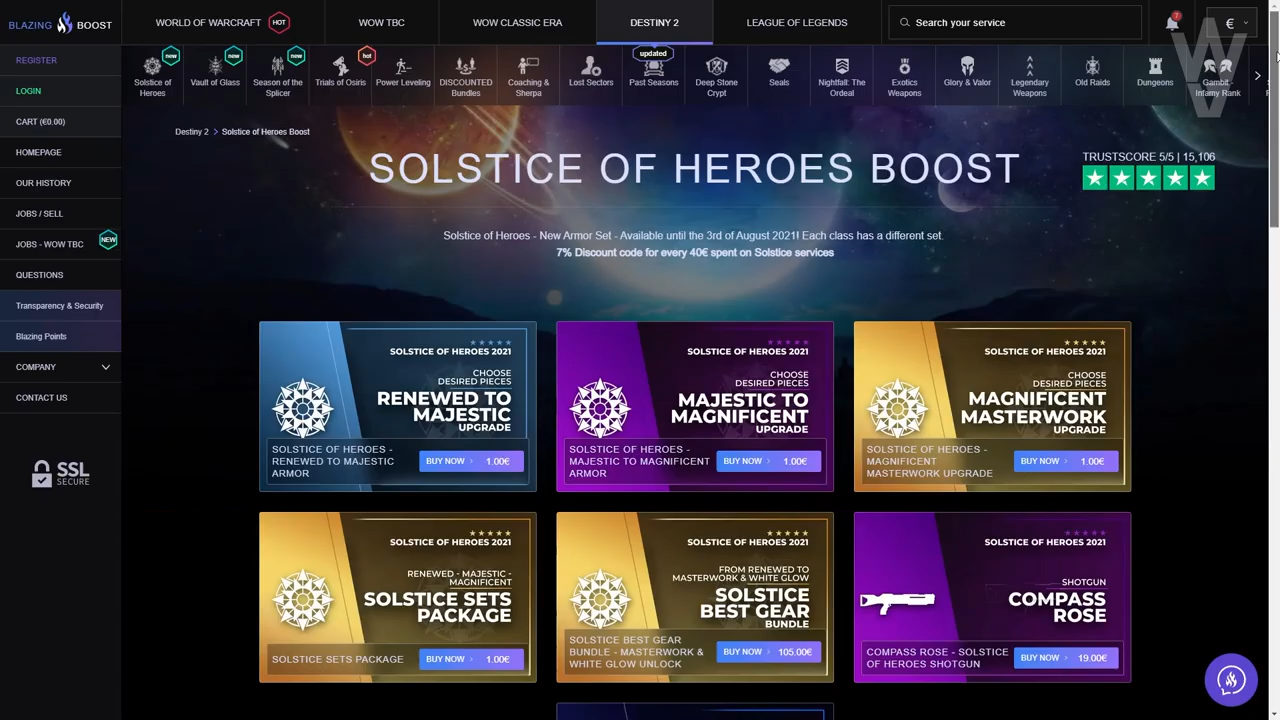 BLAZING BOOST
WORLD OF WARCRAFT
HOT
WOW TBC
WOW CLASSIC ERA
DESTINY 2
LEAGUE OF LEGENDS
Search your service
7
€
W
new
new
new
hot
updated
Solstice of
Heroes
Vault of Glass
Season of the
Splicer
Trials of Osiris
Power Leveling
DISCOUNTED
Bundles
Coaching &
Sherpa
Lost Sectors
Past Seasons
Deep Stone
Crypt
Seals
Nightfall: The
Ordeal
Exotics
Weapons
Glory & Valor
Legendary
Weapons
Old Raids
Dungeons
Gambit -
Infamy Rank
REGISTER
LOGIN
CART (€0.00)
HOMEPAGE
UR HISTORY
JOBS / SELL
JOBS - WOW TBC
NEW
QUESTIONS
Transparency & Security
Blazing Points
COMPANY
CONTACT US
SSL
SECURE
Destiny 2 > Solstice of Heroes Boost
SOLSTICE OF HEROES BOOST
TRUSTSCORE 5/5 | 15,106
Solstice of Heroes - New Armor Set - Available until the 3rd of August 2021! Each class has a different set.
7% Discount code for every 40€ spent on Solstice services
SOLSTICE OF HEROES 2021
CHOOSE
DESIRED PIECES
RENEWED TO
MAJESTIC
UPGRADE
SOLSTICE OF HEROES -
RENEWED TO MAJESTIC
ARMOR
BUY NOW > 1.00€
SOLSTICE OF HEROES 2021
CHOOSE
DESIRED PIECES
MAJESTIC TO
MAGNIFICENT
UPGRADE
SOLSTICE OF HEROES -
MAJESTIC TO MAGNIFICENT
ARMOR
BUY NOW > 1.00€
SOLSTICE OF HEROES 2021
CHOOSE
DESIRED PIECES
MAGNIFICENT
MASTERWORK
UPGRADE
SOLSTICE OF HEROES -
MAGNIFICENT
MASTERWORK UPGRADE
BUY NOW > 1.00€
SOLSTICE OF HEROES 2021
RENEWED - MAJESTIC -
MAGNIFICENT
SOLSTICE SETS
PACKAGE
SOLSTICE SETS PACKAGE
BUY NOW > 1.00€
SOLSTICE OF HEROES 2021
FROM RENEWED TO
MASTERWORK & WHITE GLOW
SOLSTICE
BEST GEAR
BUNDLE
SOLSTICE BEST GEAR
BUNDLE - MASTERWORK &
WHITE GLOW UNLOCK
BUY NOW > 105.00€
SOLSTICE OF HEROES 2021
SHOTGUN
COMPASS
ROSE
COMPASS ROSE - SOLSTICE
OF HEROES SHOTGUN
BUY NOW > 19.00€